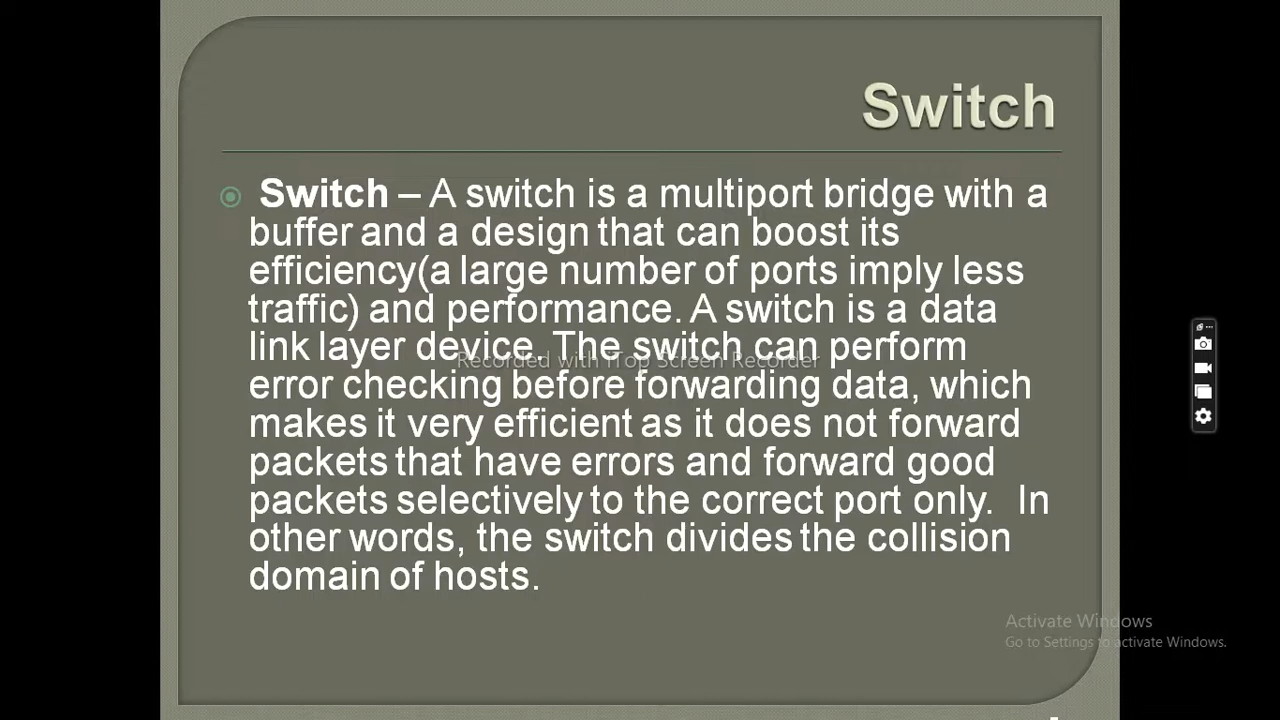 Switch
Switch – A switch is a multiport bridge with a
buffer and a design that can boost its
efficiency(a large number of ports imply less
traffic) and performance. A switch is a data
link layer device. The switch can perform
Recorded with iTop Screen Recorder
error checking before forwarding data, which
makes it very efficient as it does not forward
packets that have errors and forward good
packets selectively to the correct port only.  In
other words, the switch divides the collision
domain of hosts.
Activate Windows
Go to Settings to activate Windows.